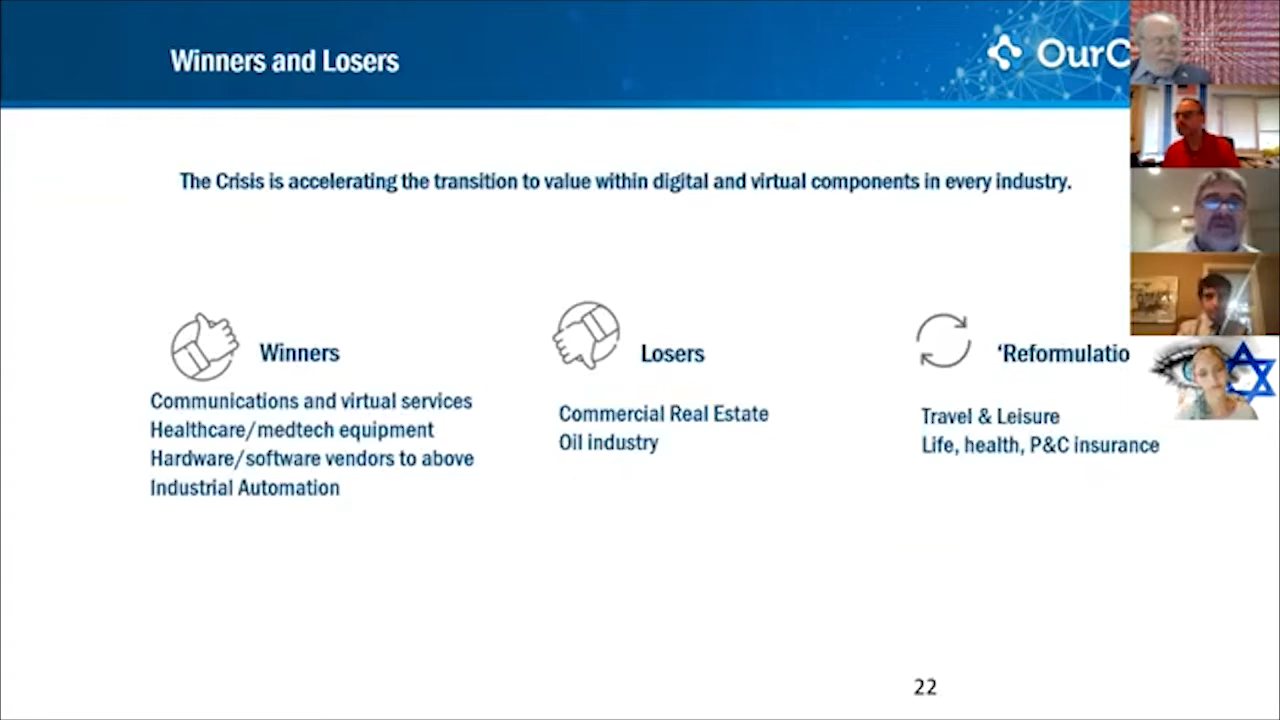 Winners and Losers
OurC
The Crisis is accelerating the transition to value within digital and virtual components in every industry.
Winners
Communications and virtual services
Healthcare/medtech equipment
Hardware/software vendors to above
Industrial Automation
Losers
Commercial Real Estate
Oil industry
‘Reformulatio
Travel & Leisure
Life, health, P&C insurance
22